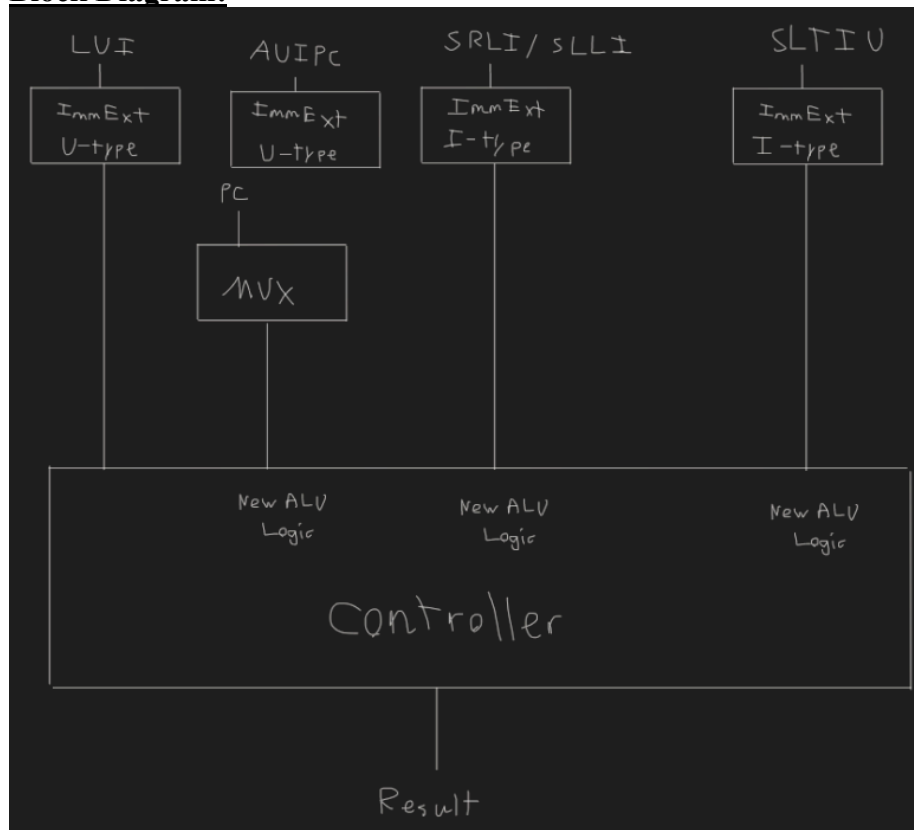 Block Diagram:
LUI
AUIPC
SRLI/SLLI
SLTIU
ImmExt
U-type
ImmExt
U-type
ImmExt
I-type
ImmExt
I-type
PC
MUX
New ALU
Logic
New ALU
Logic
New ALU
Logic
Controller
Result